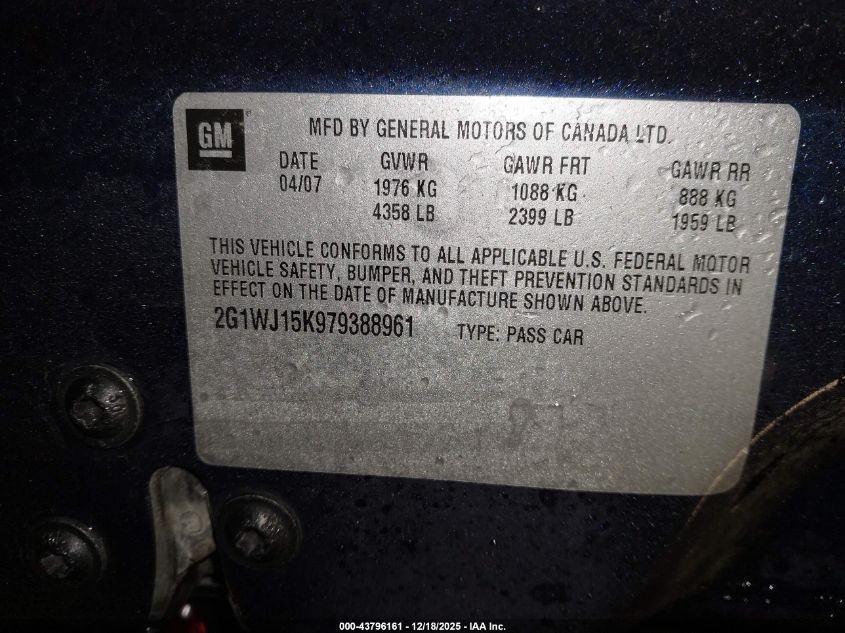 GM
MFD BY GENERAL MOTORS OF CANADA LTD.
DATE GVWR GAWR FRT GAWR RR
04/07 1976 KG 1088 KG 888 KG
4358 LB 2399 LB 1959 LB
THIS VEHICLE CONFORMS TO ALL APPLICABLE U.S. FEDERAL MOTOR
VEHICLE SAFETY, BUMPER, AND THEFT PREVENTION STANDARDS IN
EFFECT ON THE DATE OF MANUFACTURE SHOWN ABOVE.
2G1WJ15K979388961 TYPE: PASS CAR
000-43796161 - 12/18/2025 - IAA Inc.